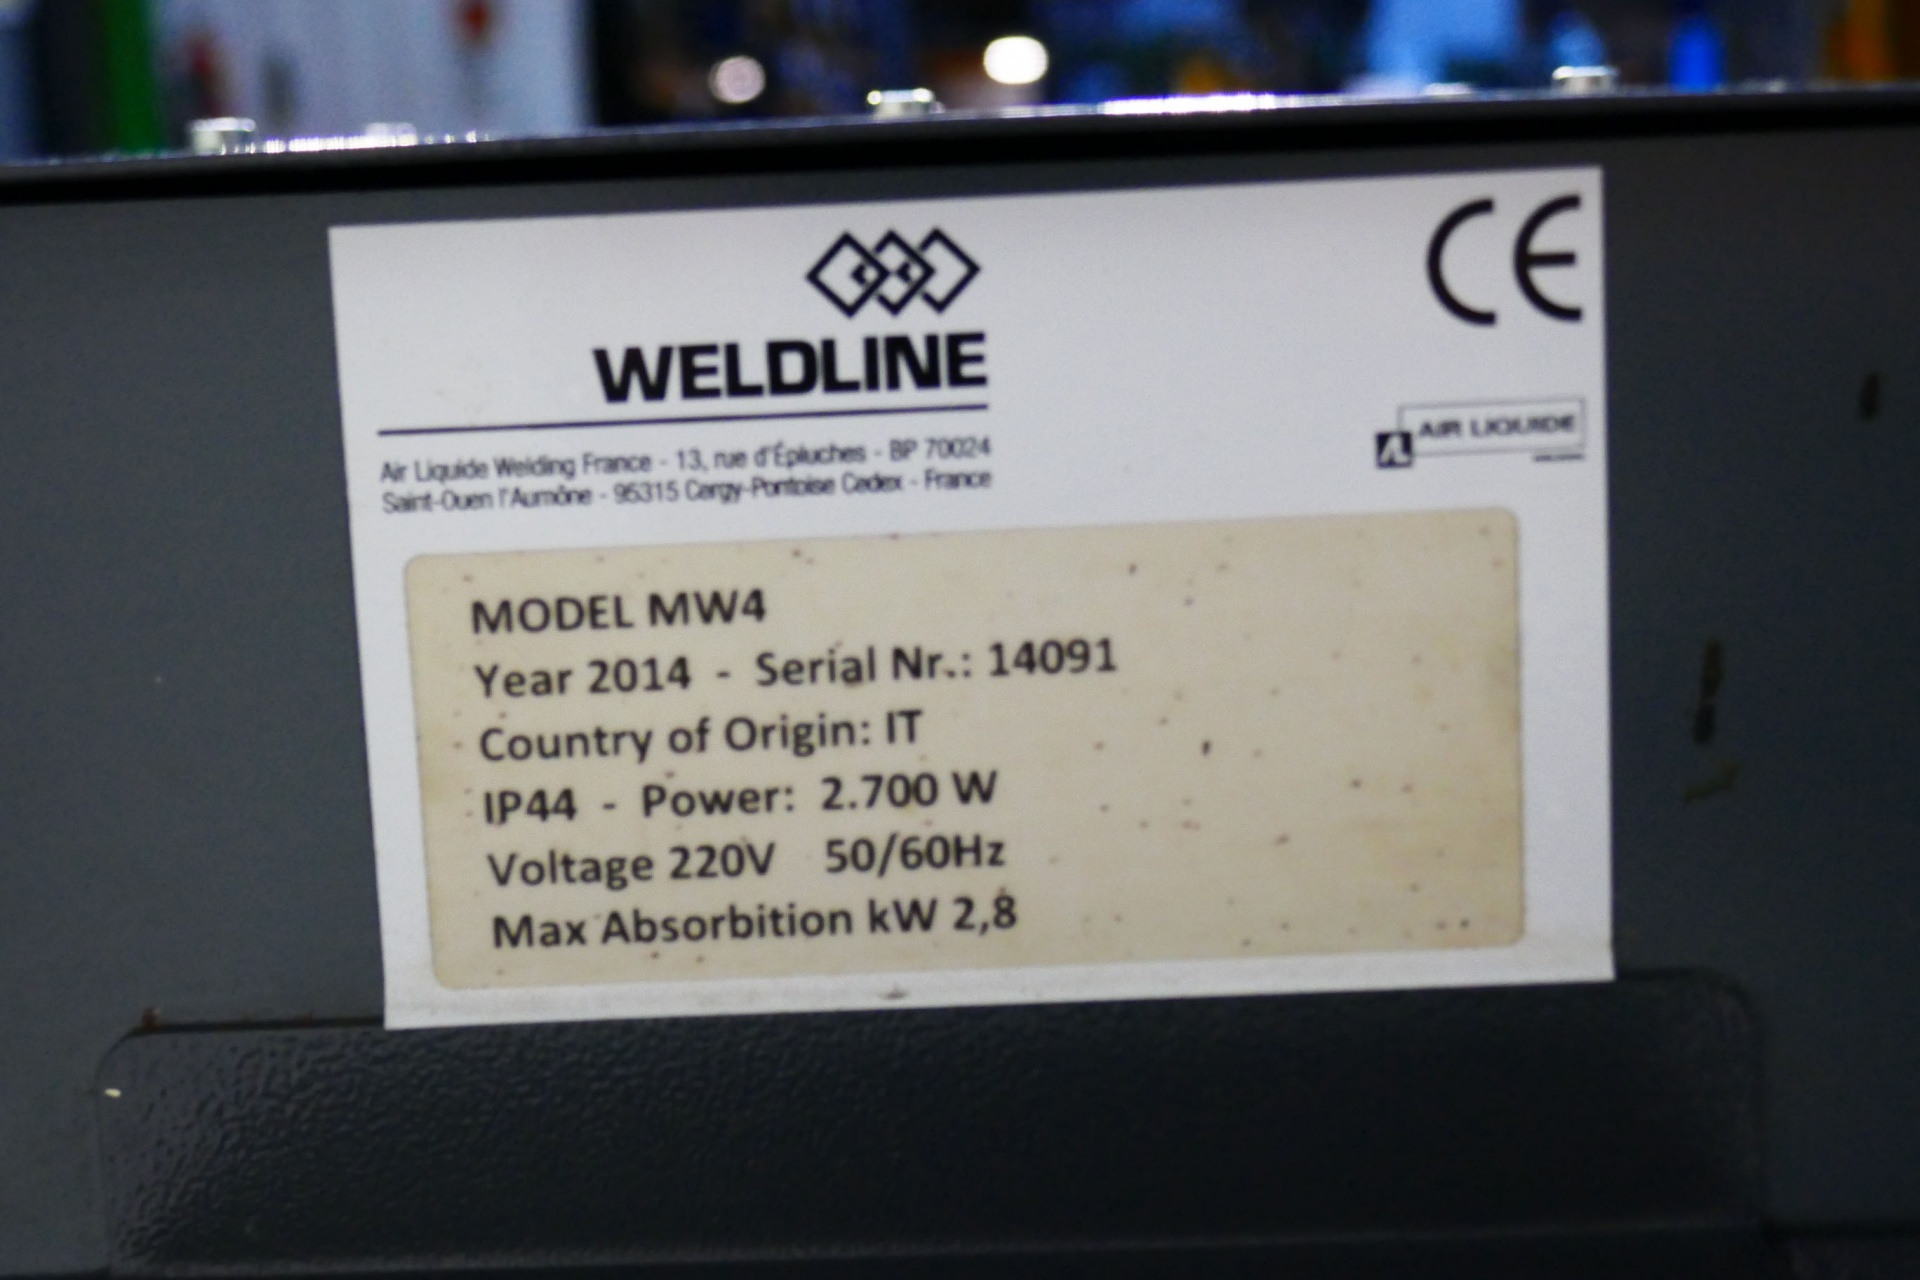 CE
WELDLINE
AIR LIQUIDE
Air Liquide Welding France - 13, rue d'Épluches - BP 70024
Saint-Ouen l'Aumône - 95315 Cergy-Pontoise Cedex - France
MODEL MW4
Year 2014 - Serial Nr.: 14091
Country of Origin: IT
IP44 - Power: 2.700 W
Voltage 220V 50/60Hz
Max Absorbition kW 2,8